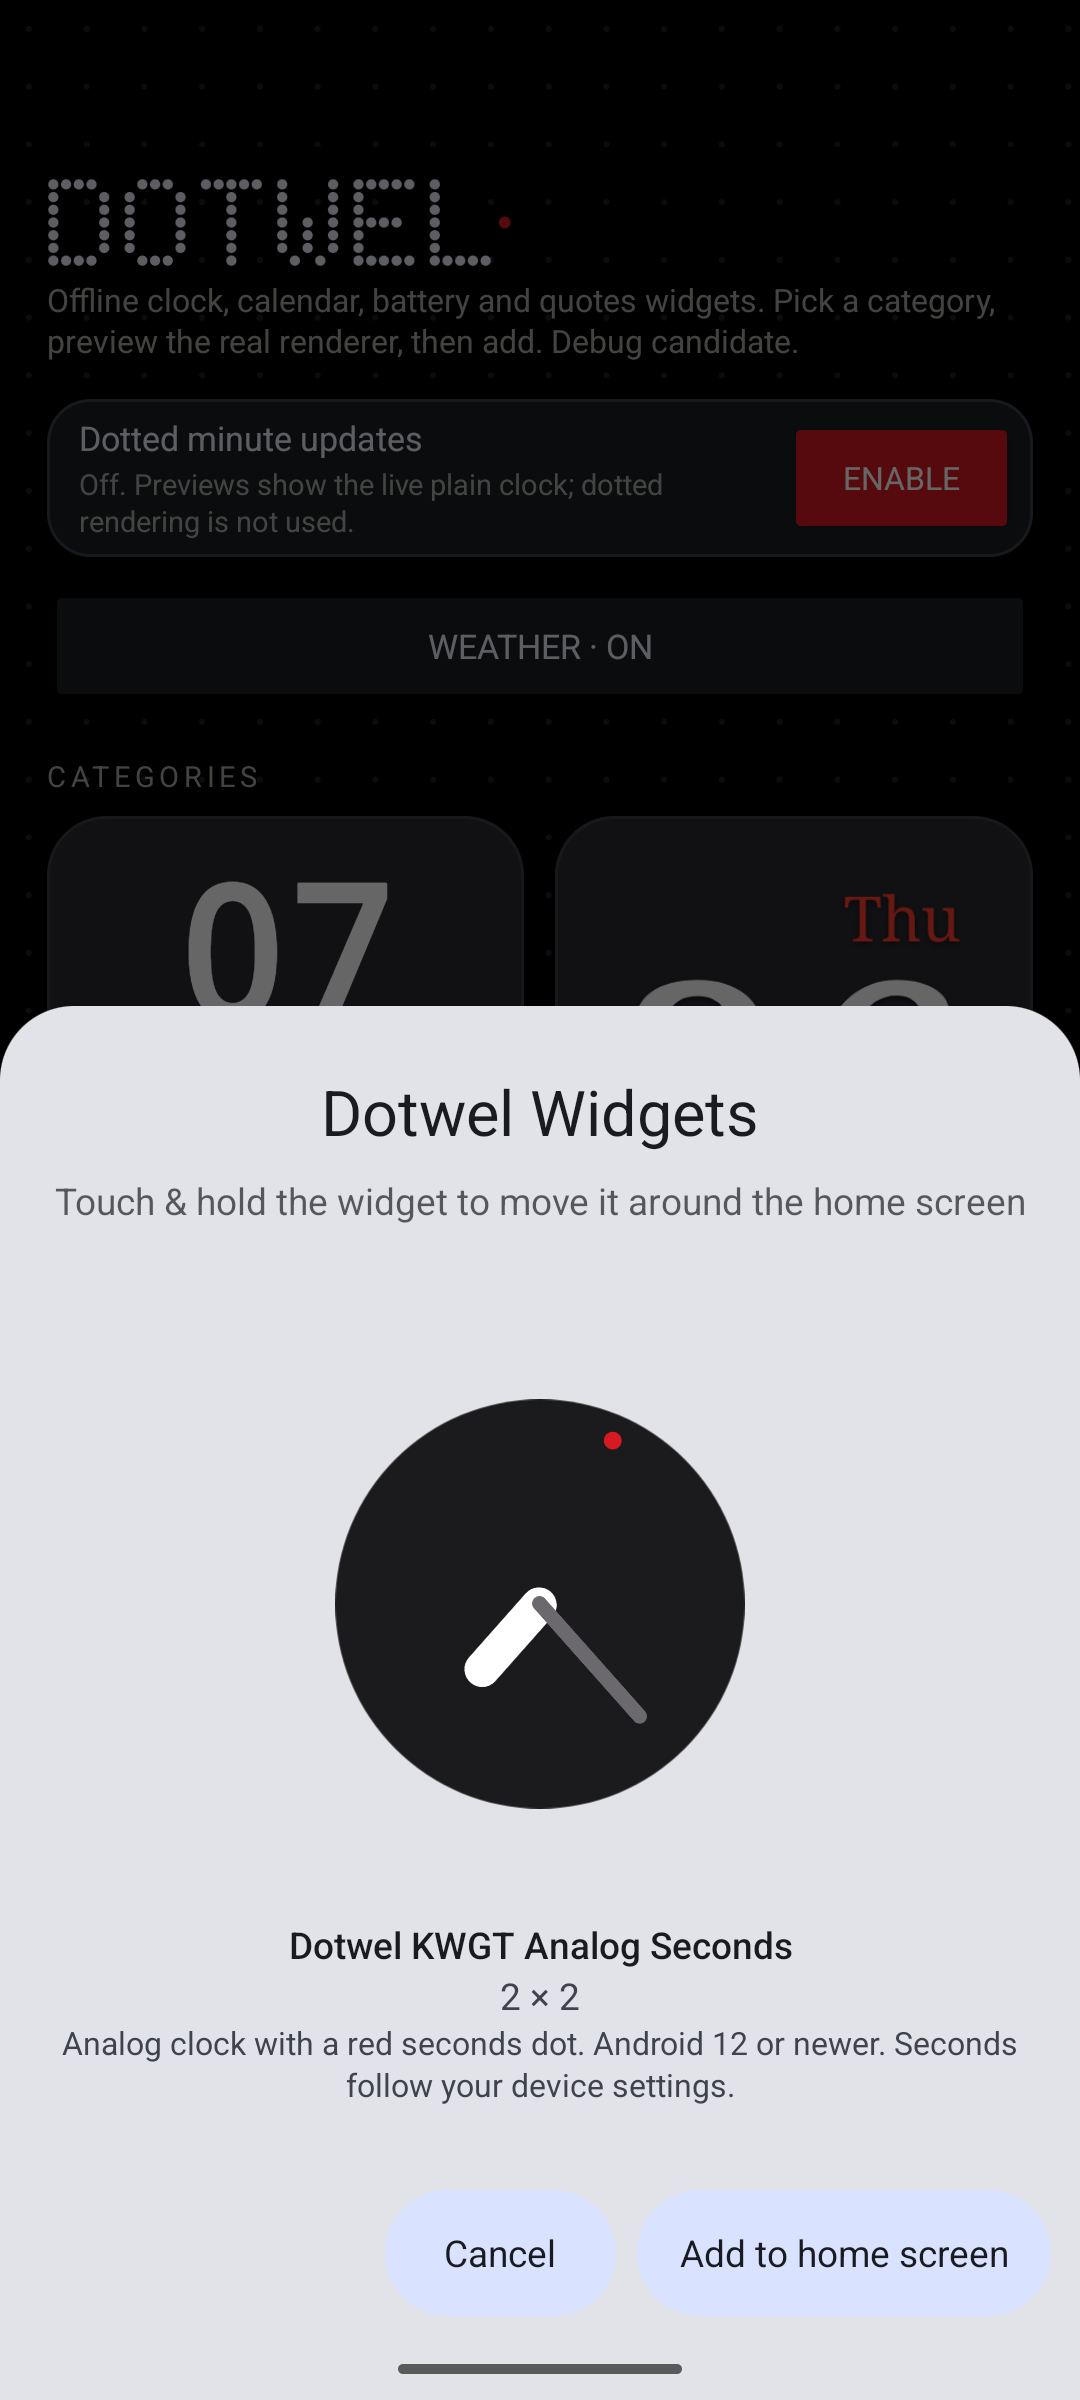 DOTWEL
Offline clock, calendar, battery and quotes widgets. Pick a category,
preview the real renderer, then add. Debug candidate.
Dotted minute updates
Off. Previews show the live plain clock; dotted
rendering is not used.
ENABLE
WEATHER · ON
CATEGORIES
07
Thu
Dotwel Widgets
Touch & hold the widget to move it around the home screen
Dotwel KWGT Analog Seconds
2 × 2
Analog clock with a red seconds dot. Android 12 or newer. Seconds
follow your device settings.
Cancel
Add to home screen